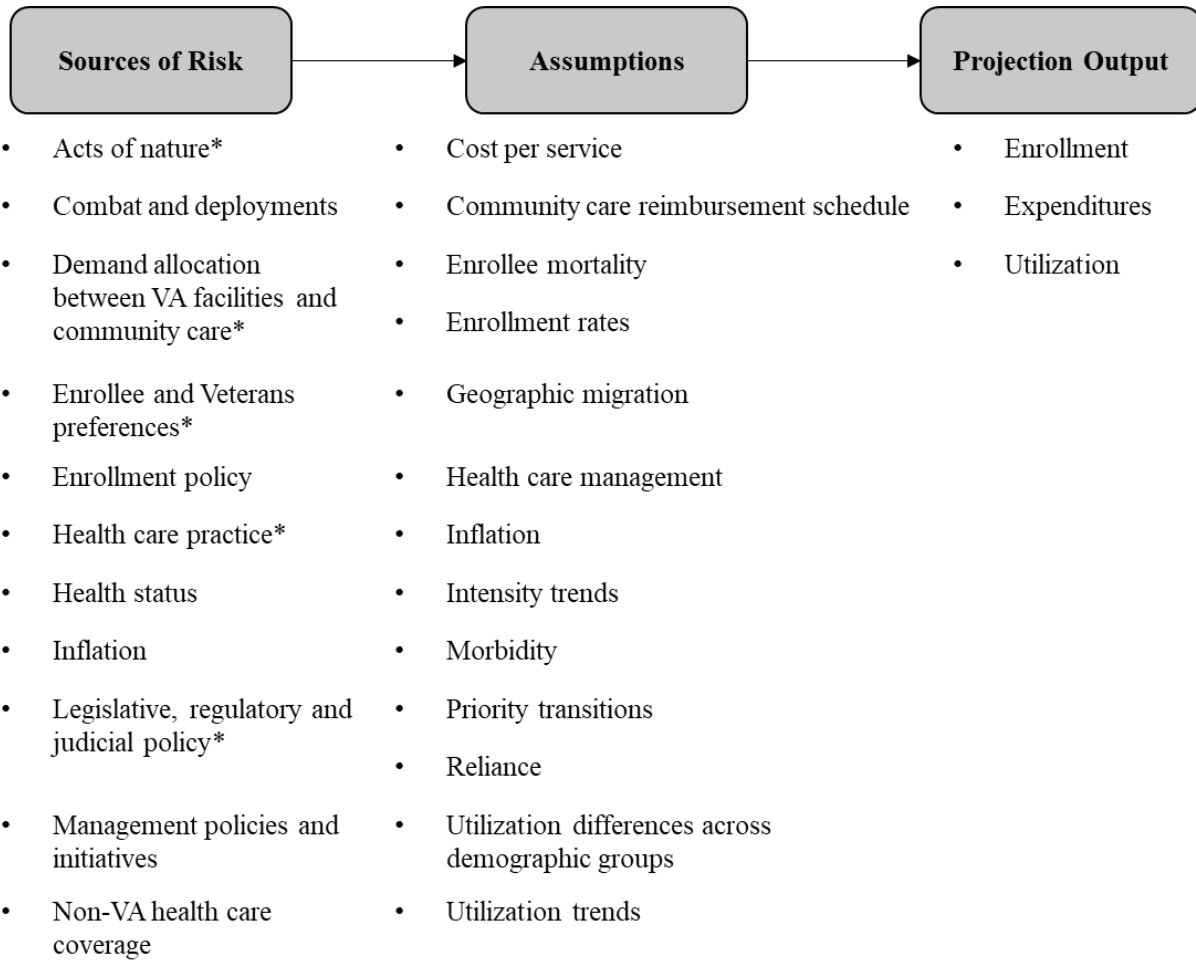 Sources of Risk
• Acts of nature*
• Combat and deployments
• Demand allocation
between VA facilities and
community care*
• Enrollee and Veterans
preferences*
• Enrollment policy
• Health care practice*
• Health status
• Inflation
• Legislative, regulatory and
judicial policy*
• Management policies and
initiatives
• Non-VA health care
coverage
Assumptions
• Cost per service
• Community care reimbursement schedule
• Enrollee mortality
• Enrollment rates
• Geographic migration
• Health care management
• Inflation
• Intensity trends
• Morbidity
• Priority transitions
• Reliance
• Utilization differences across
demographic groups
• Utilization trends
Projection Output
• Enrollment
• Expenditures
• Utilization